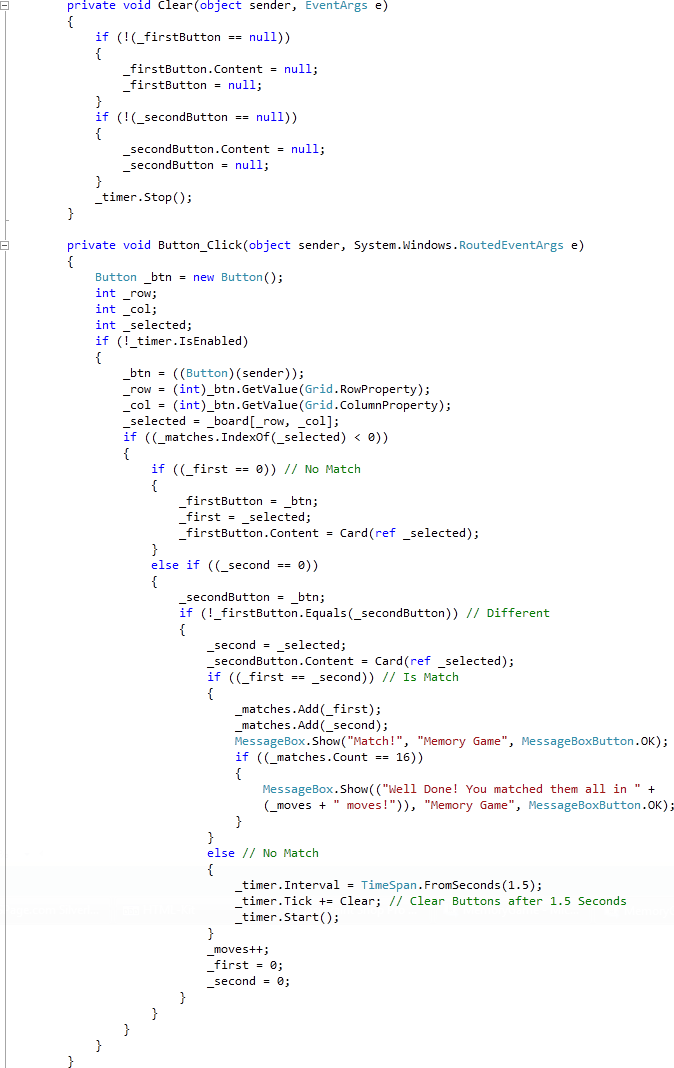 private void Clear(object sender, EventArgs e)
{
    if (!(_firstButton == null))
    {
        _firstButton.Content = null;
        _firstButton = null;
    }
    if (!(_secondButton == null))
    {
        _secondButton.Content = null;
        _secondButton = null;
    }
    _timer.Stop();
}

private void Button_Click(object sender, System.Windows.RoutedEventArgs e)
{
    Button _btn = new Button();
    int _row;
    int _col;
    int _selected;
    if (!_timer.IsEnabled)
    {
        _btn = ((Button)(sender));
        _row = (int)_btn.GetValue(Grid.RowProperty);
        _col = (int)_btn.GetValue(Grid.ColumnProperty);
        _selected = _board[_row, _col];
        if ((_matches.IndexOf(_selected) < 0))
        {
            if ((_first == 0)) // No Match
            {
                _firstButton = _btn;
                _first = _selected;
                _firstButton.Content = Card(ref _selected);
            }
            else if ((_second == 0))
            {
                _secondButton = _btn;
                if (!_firstButton.Equals(_secondButton)) // Different
                {
                    _second = _selected;
                    _secondButton.Content = Card(ref _selected);
                    if ((_first == _second)) // Is Match
                    {
                        _matches.Add(_first);
                        _matches.Add(_second);
                        MessageBox.Show("Match!", "Memory Game", MessageBoxButton.OK);
                        if ((_matches.Count == 16))
                        {
                            MessageBox.Show(("Well Done! You matched them all in " +
                            (_moves + " moves!")), "Memory Game", MessageBoxButton.OK);
                        }
                    }
                    else // No Match
                    {
                        _timer.Interval = TimeSpan.FromSeconds(1.5);
                        _timer.Tick += Clear; // Clear Buttons after 1.5 Seconds
                        _timer.Start();
                    }
                    _moves++;
                    _first = 0;
                    _second = 0;
                }
            }
        }
    }
}